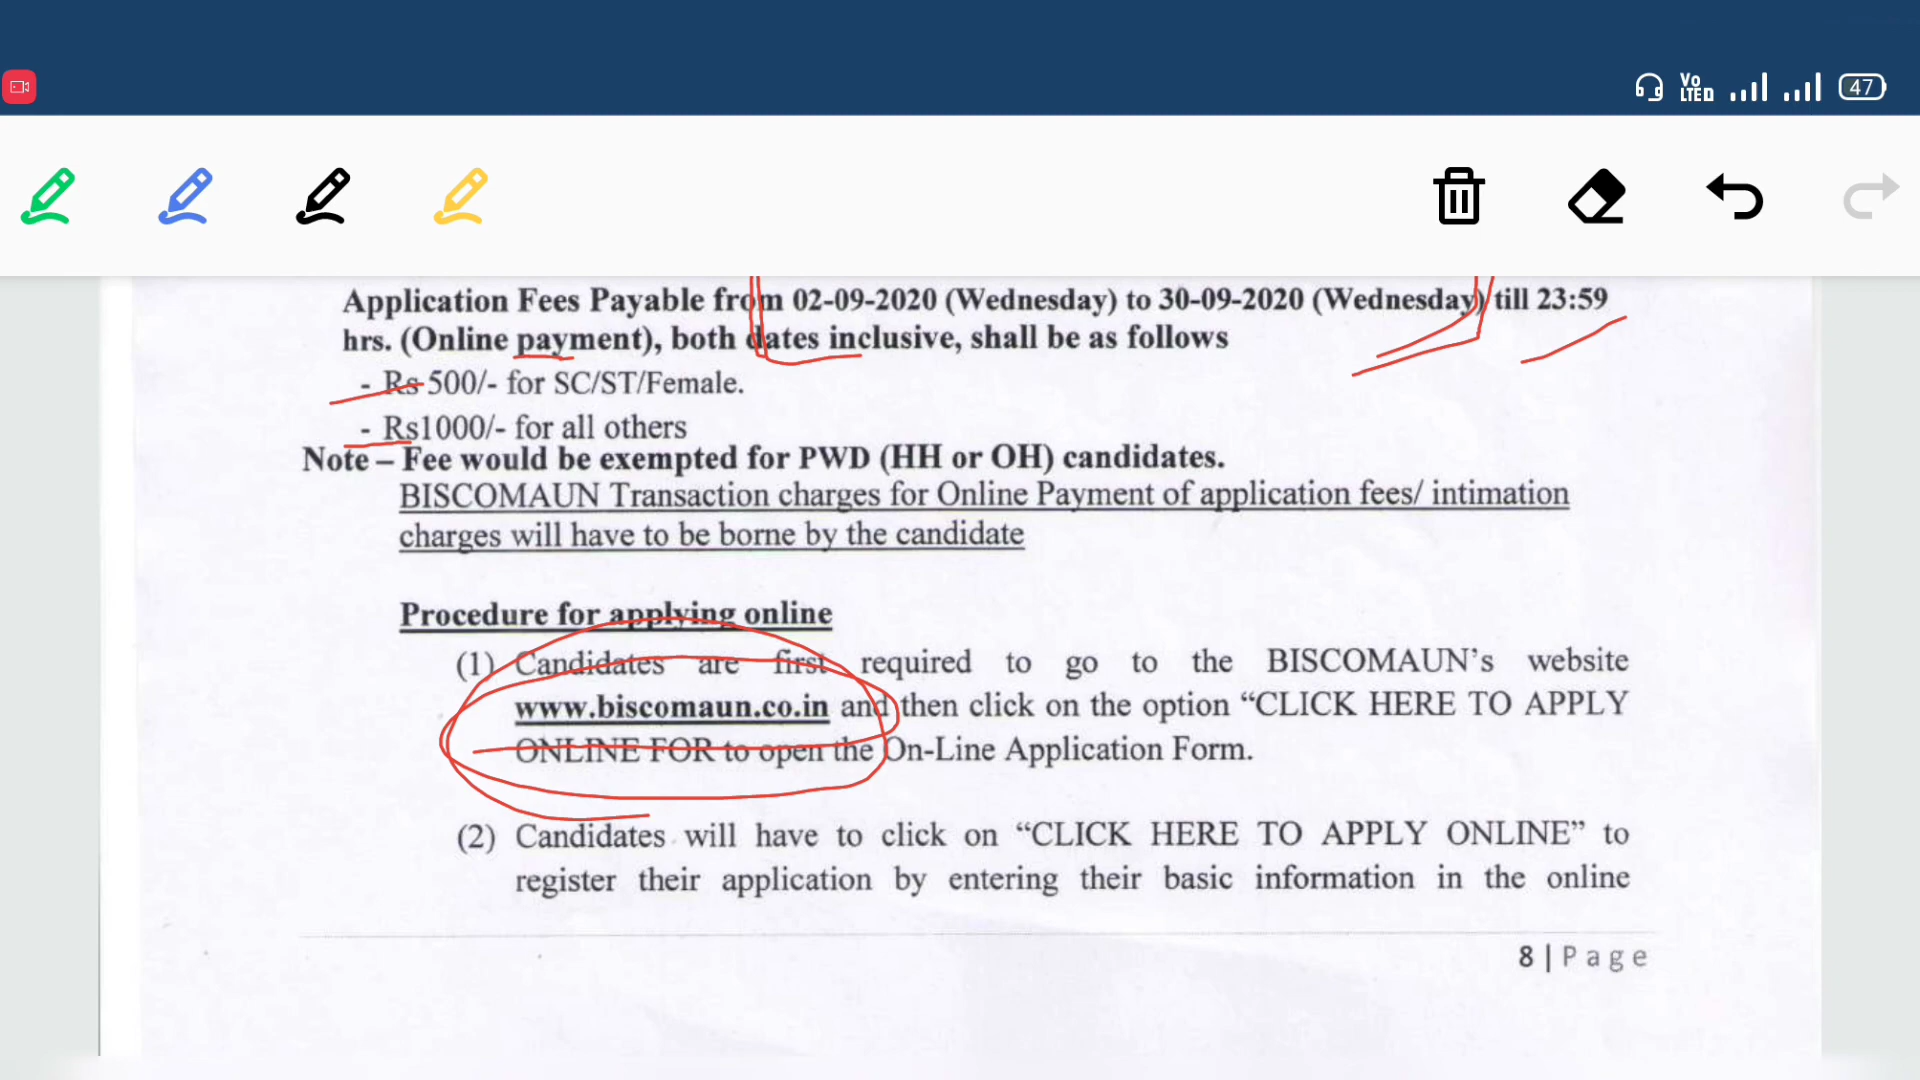 Vo
LTED
47
Application Fees Payable from 02-09-2020 (Wednesday) to 30-09-2020 (Wednesday) till 23:59
hrs. (Online payment), both dates inclusive, shall be as follows
- Rs 500/- for SC/ST/Female.
- Rs1000/- for all others
Note – Fee would be exempted for PWD (HH or OH) candidates.
BISCOMAUN Transaction charges for Online Payment of application fees/ intimation
charges will have to be borne by the candidate
Procedure for applying online
(1) Candidates are first required to go to the BISCOMAUN’s website
www.biscomaun.co.in and then click on the option “CLICK HERE TO APPLY
ONLINE FOR to open the On-Line Application Form.
(2) Candidates will have to click on “CLICK HERE TO APPLY ONLINE” to
register their application by entering their basic information in the online
8 | Page